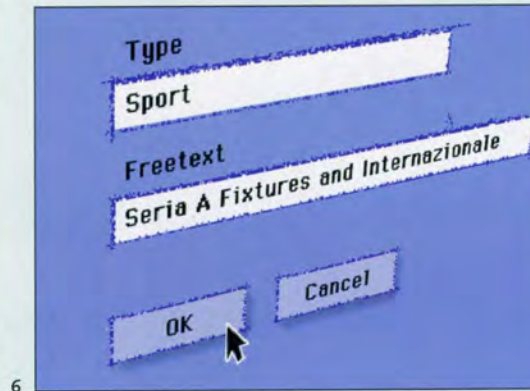 Type
Sport
Freetext
Seria A Fixtures and Internazionale
OK
Cancel
6